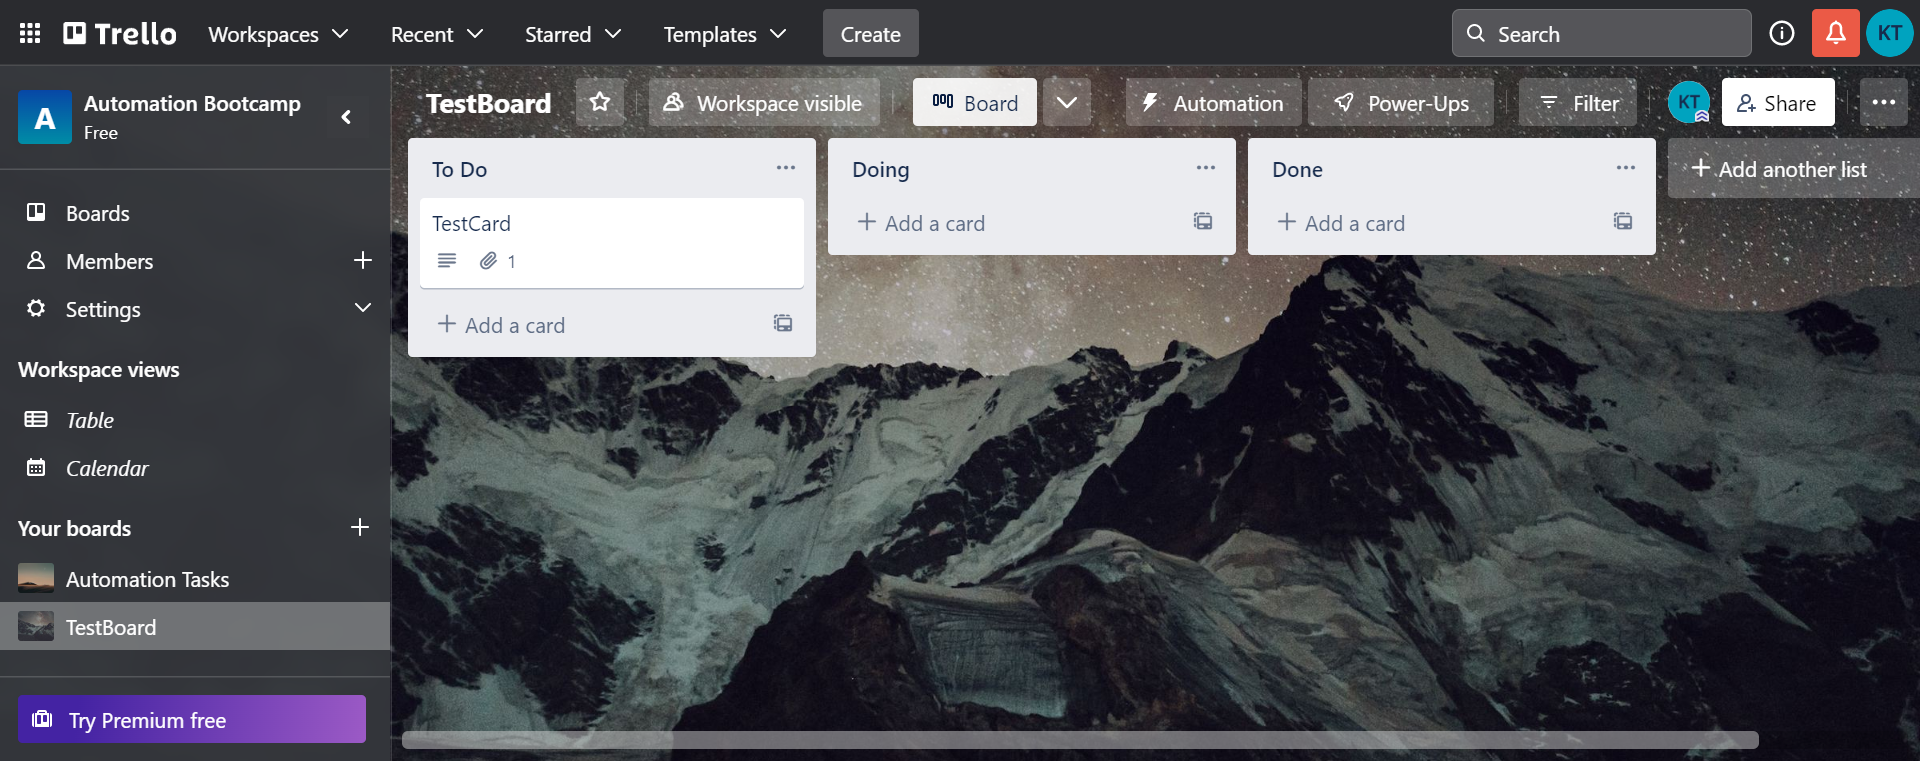 Trello Workspaces Recent Starred Templates Create Search KT
A Automation Bootcamp
Free
TestBoard Workspace visible Board Automation Power-Ups Filter KT Share
Boards
Members
Settings
Workspace views
Table
Calendar
Your boards
Automation Tasks
TestBoard
Try Premium free
To Do
TestCard
1
Add a card
Doing
Add a card
Done
Add a card
Add another list